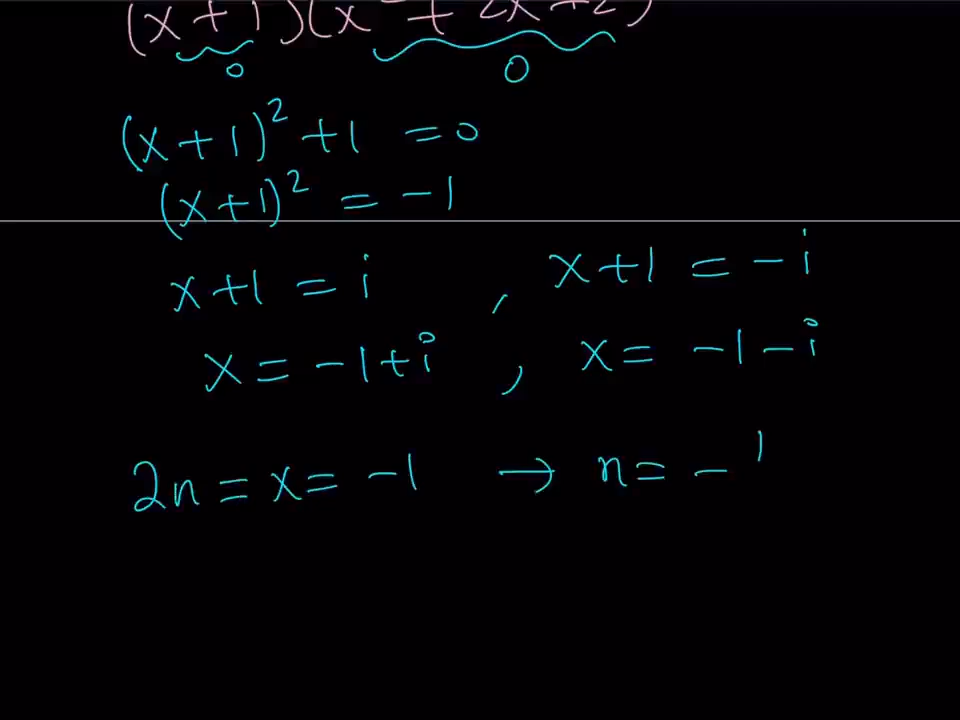 (x+1)(x² + 2x+2)
0 0
(x+1)² +1 = 0
(x+1)² = -1
x+1 = i , x+1 = -i
x = -1+i , x = -1-i
2n = x = -1 → n = - 1